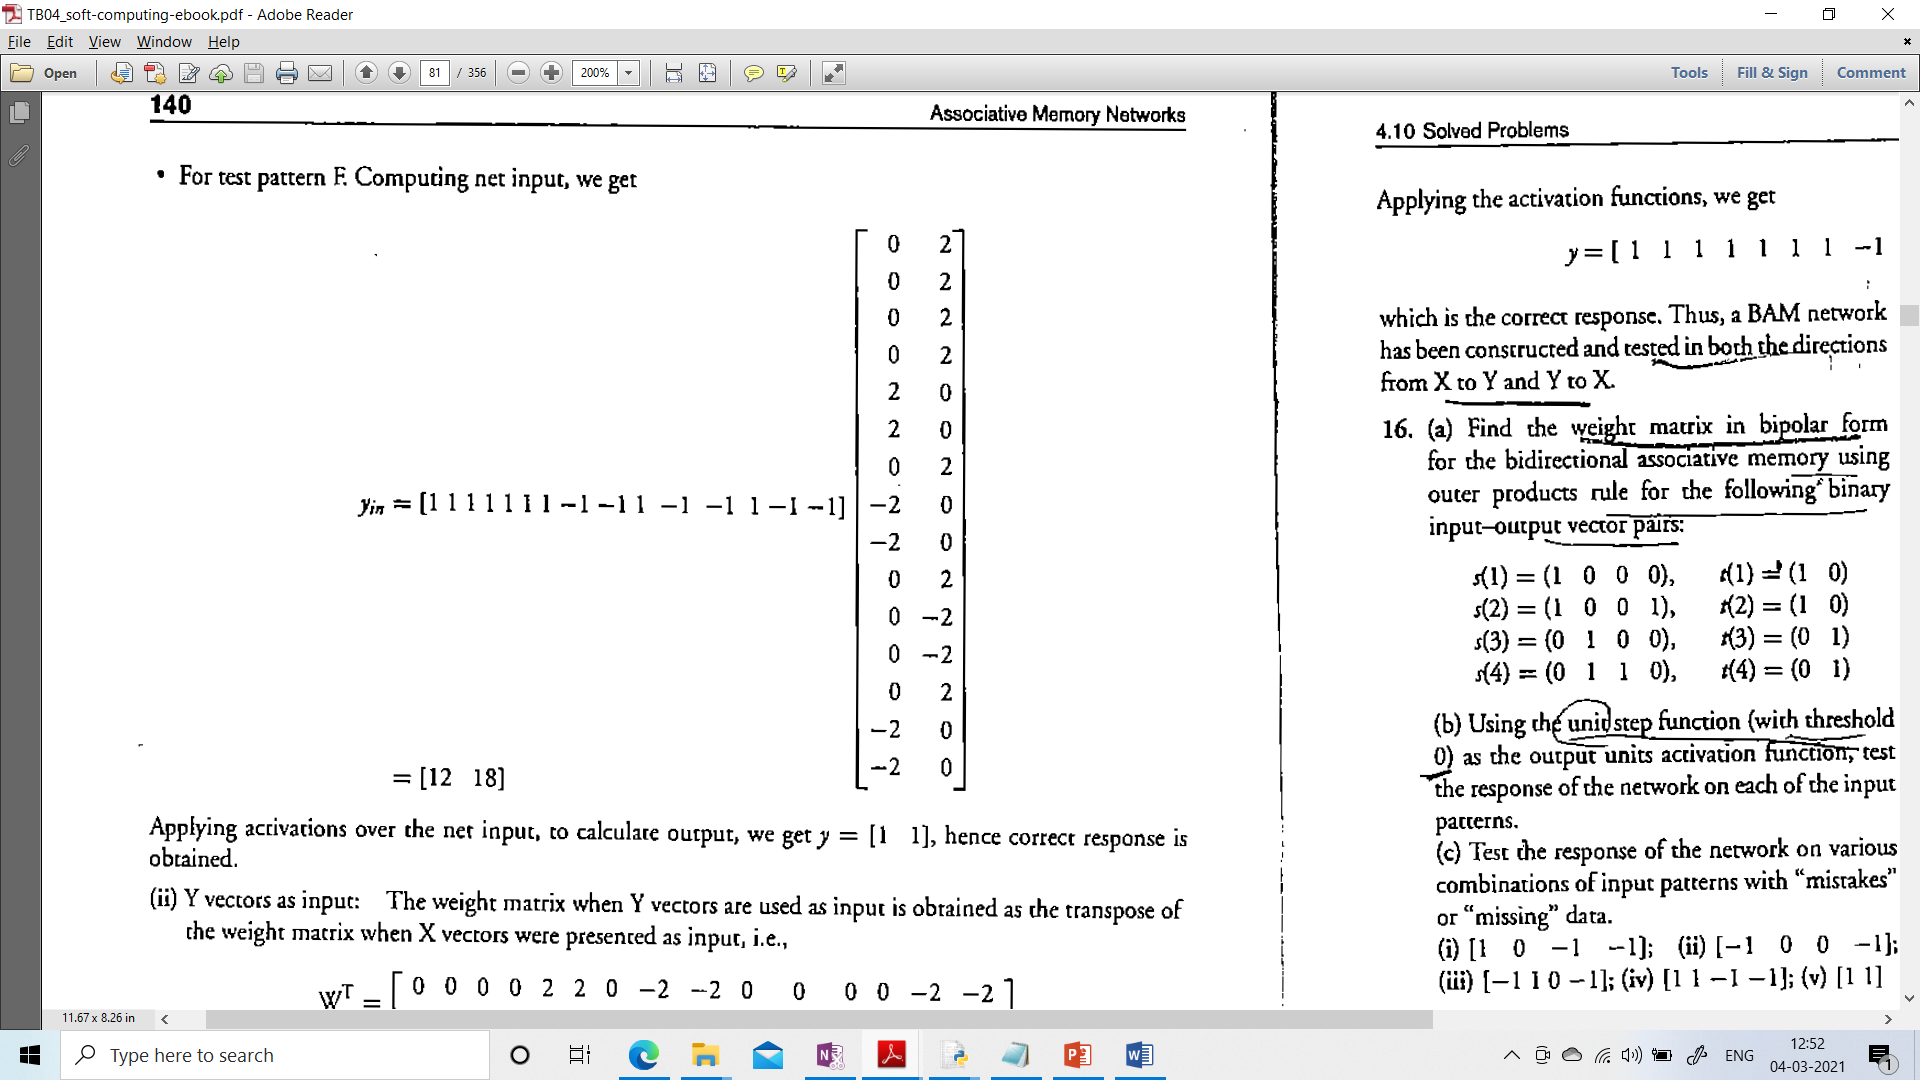 TB04_soft-computing-ebook.pdf - Adobe Reader
File Edit View Window Help
Open 81 / 356 200% Tools Fill & Sign Comment
140 Associative Memory Networks
• For test pattern F. Computing net input, we get
0 2
0 2
0 2
0 2
2 0
2 0
0 2
yin = [1 1 1 1 1 1 1 −1 −1 1 −1 −1 1 −1 −1] −2 0
−2 0
0 2
0 −2
0 −2
0 2
−2 0
−2 0
= [12 18]
Applying activations over the net input, to calculate output, we get y = [1 1], hence correct response is
obtained.
(ii) Y vectors as input: The weight matrix when Y vectors are used as input is obtained as the transpose of
the weight matrix when X vectors were presented as input, i.e.,
WT = [ 0 0 0 0 2 2 0 −2 −2 0 0 0 0 −2 −2 ]
4.10 Solved Problems
Applying the activation functions, we get
y = [ 1 1 1 1 1 1 1 −1
which is the correct response. Thus, a BAM network
has been constructed and tested in both the directions
from X to Y and Y to X.
16. (a) Find the weight matrix in bipolar form
for the bidirectional associative memory using
outer products rule for the following binary
input–output vector pairs:
s(1) = (1 0 0 0), t(1) = (1 0)
s(2) = (1 0 0 1), t(2) = (1 0)
s(3) = (0 1 0 0), t(3) = (0 1)
s(4) = (0 1 1 0), t(4) = (0 1)
(b) Using the unit step function (with threshold
0) as the output units activation function, test
the response of the network on each of the input
patterns.
(c) Test the response of the network on various
combinations of input patterns with “mistakes”
or “missing” data.
(i) [1 0 −1 −1]; (ii) [−1 0 0 −1];
(iii) [−1 1 0 −1]; (iv) [1 1 −1 −1]; (v) [1 1]
11.67 x 8.26 in
Type here to search
ENG
12:52
04-03-2021
1